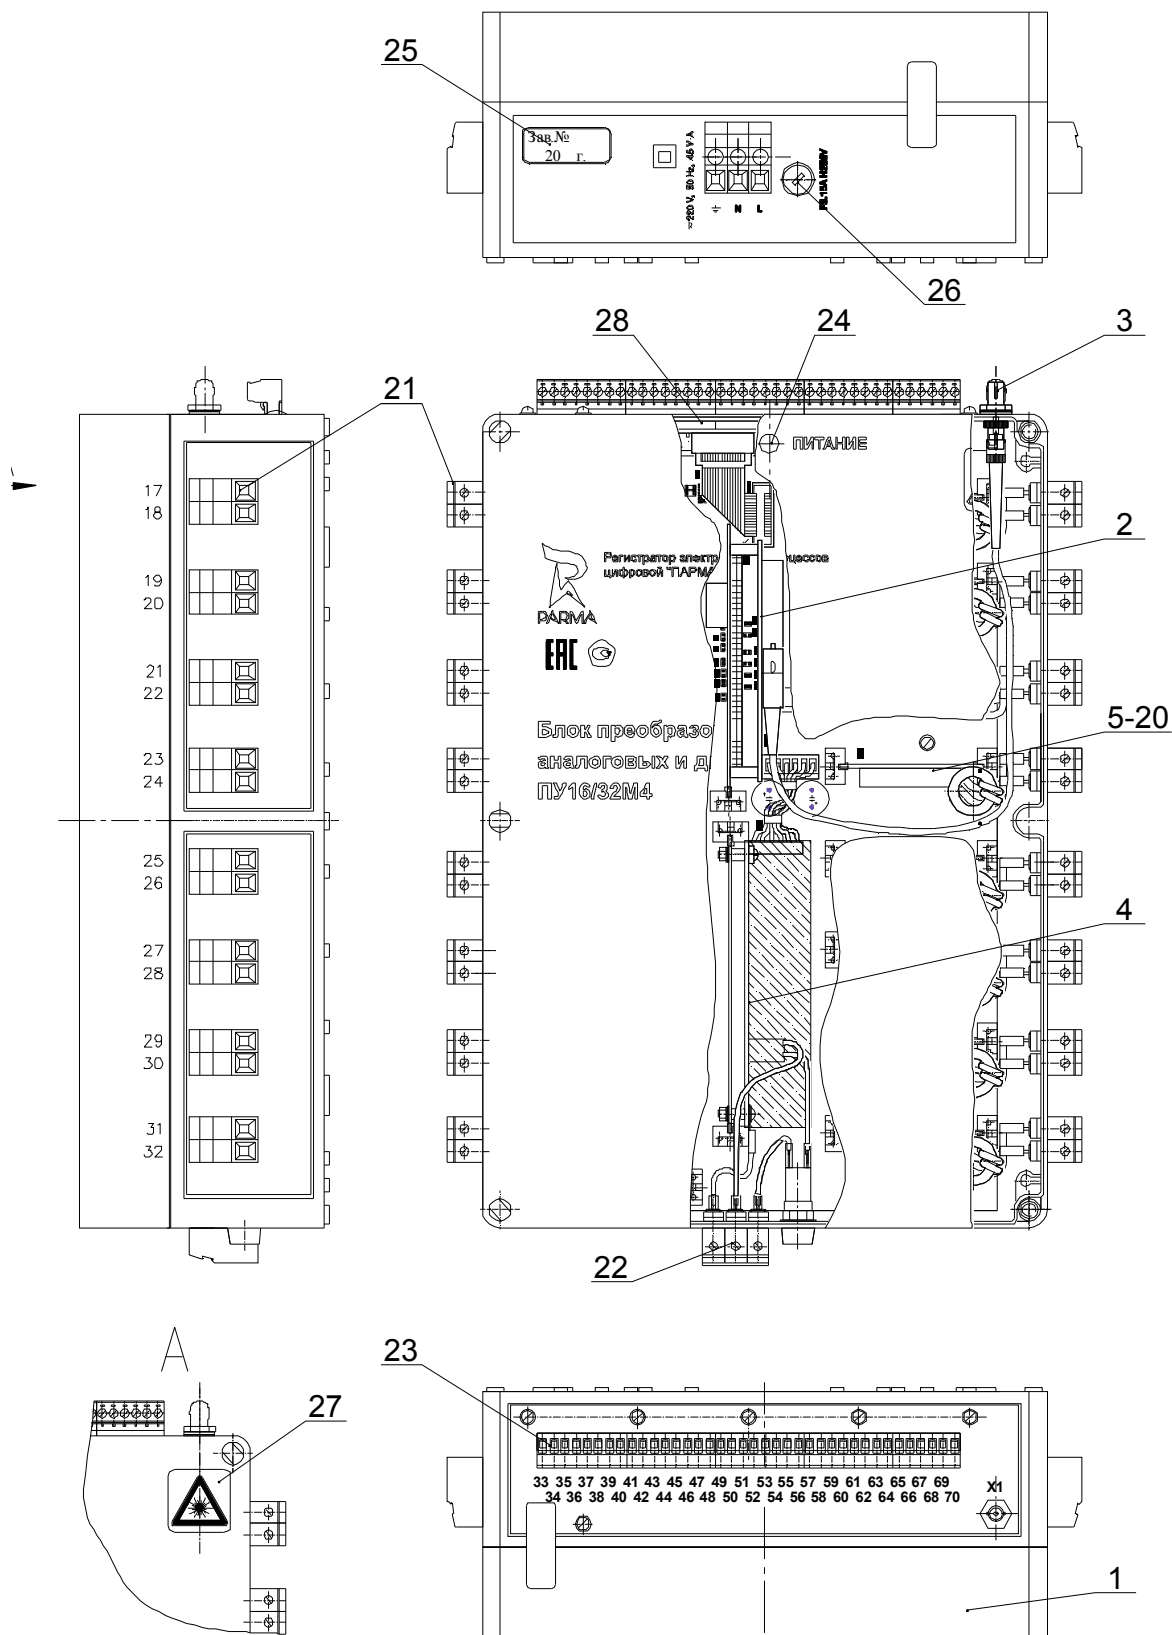 25
Зав.№
20 г.
~220 V, 50 Hz, 45 V·A
N
L
26
28
24
3
21
ПИТАНИЕ
17
18
2
Регистратор электр цессов
цифровой "ПАРМА
PARMA
19
20
EAC
21
22
5-20
Блок преобразо
аналоговых и д
ПУ16/32М4
23
24
25
26
4
27
28
29
30
31
32
22
A
23
27
33 35 37 39 41 43 45 47 49 51 53 55 57 59 61 63 65 67 69
34 36 38 40 42 44 46 48 50 52 54 56 58 60 62 64 66 68 70
X1
1